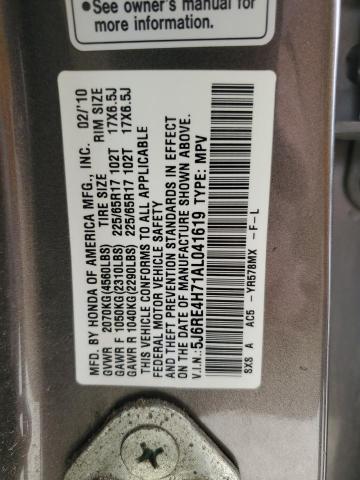 •See owner's manual for
more information.
MFD. BY HONDA OF AMERICA MFG., INC. 02/'10
GVWR 2070KG(4560LBS) TIRE SIZE RIM SIZE
GAWR F 1050KG(2310LBS) 225/65R17 102T 17X6.5J
GAWR R 1040KG(2290LBS) 225/65R17 102T 17X6.5J
THIS VEHICLE CONFORMS TO ALL APPLICABLE
FEDERAL MOTOR VEHICLE SAFETY
AND THEFT PREVENTION STANDARDS IN EFFECT
ON THE DATE OF MANUFACTURE SHOWN ABOVE.
V.I.N.: 5J6RE4H71AL041619 TYPE: MPV
SXS A AC5 -YR578MX -F-L